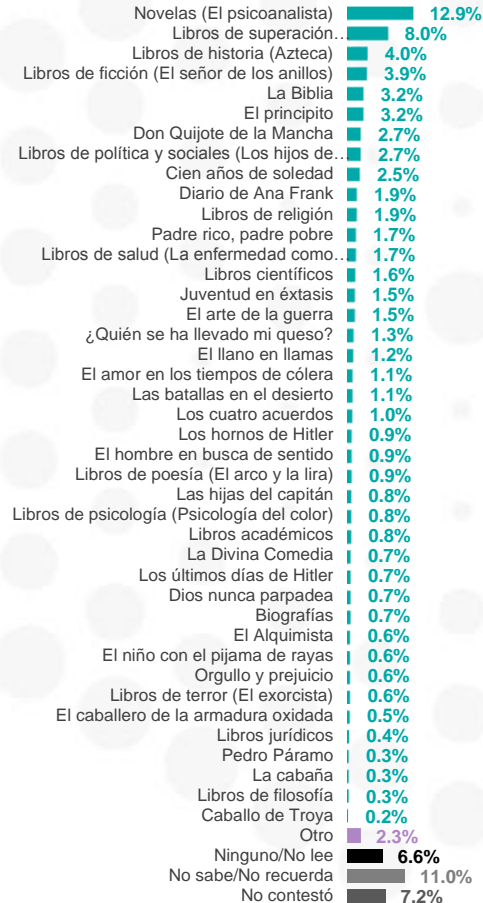 Novelas (El psicoanalista) 12.9%
Libros de superación… 8.0%
Libros de historia (Azteca) 4.0%
Libros de ficción (El señor de los anillos) 3.9%
La Biblia 3.2%
El principito 3.2%
Don Quijote de la Mancha 2.7%
Libros de política y sociales (Los hijos de… 2.7%
Cien años de soledad 2.5%
Diario de Ana Frank 1.9%
Libros de religión 1.9%
Padre rico, padre pobre 1.7%
Libros de salud (La enfermedad como… 1.7%
Libros científicos 1.6%
Juventud en éxtasis 1.5%
El arte de la guerra 1.5%
¿Quién se ha llevado mi queso? 1.3%
El llano en llamas 1.2%
El amor en los tiempos de cólera 1.1%
Las batallas en el desierto 1.1%
Los cuatro acuerdos 1.0%
Los hornos de Hitler 0.9%
El hombre en busca de sentido 0.9%
Libros de poesía (El arco y la lira) 0.9%
Las hijas del capitán 0.8%
Libros de psicología (Psicología del color) 0.8%
Libros académicos 0.8%
La Divina Comedia 0.7%
Los últimos días de Hitler 0.7%
Dios nunca parpadea 0.7%
Biografías 0.7%
El Alquimista 0.6%
El niño con el pijama de rayas 0.6%
Orgullo y prejuicio 0.6%
Libros de terror (El exorcista) 0.6%
El caballero de la armadura oxidada 0.5%
Libros jurídicos 0.4%
Pedro Páramo 0.3%
La cabaña 0.3%
Libros de filosofía 0.3%
Caballo de Troya 0.2%
Otro 2.3%
Ninguno/No lee 6.6%
No sabe/No recuerda 11.0%
No contestó 7.2%